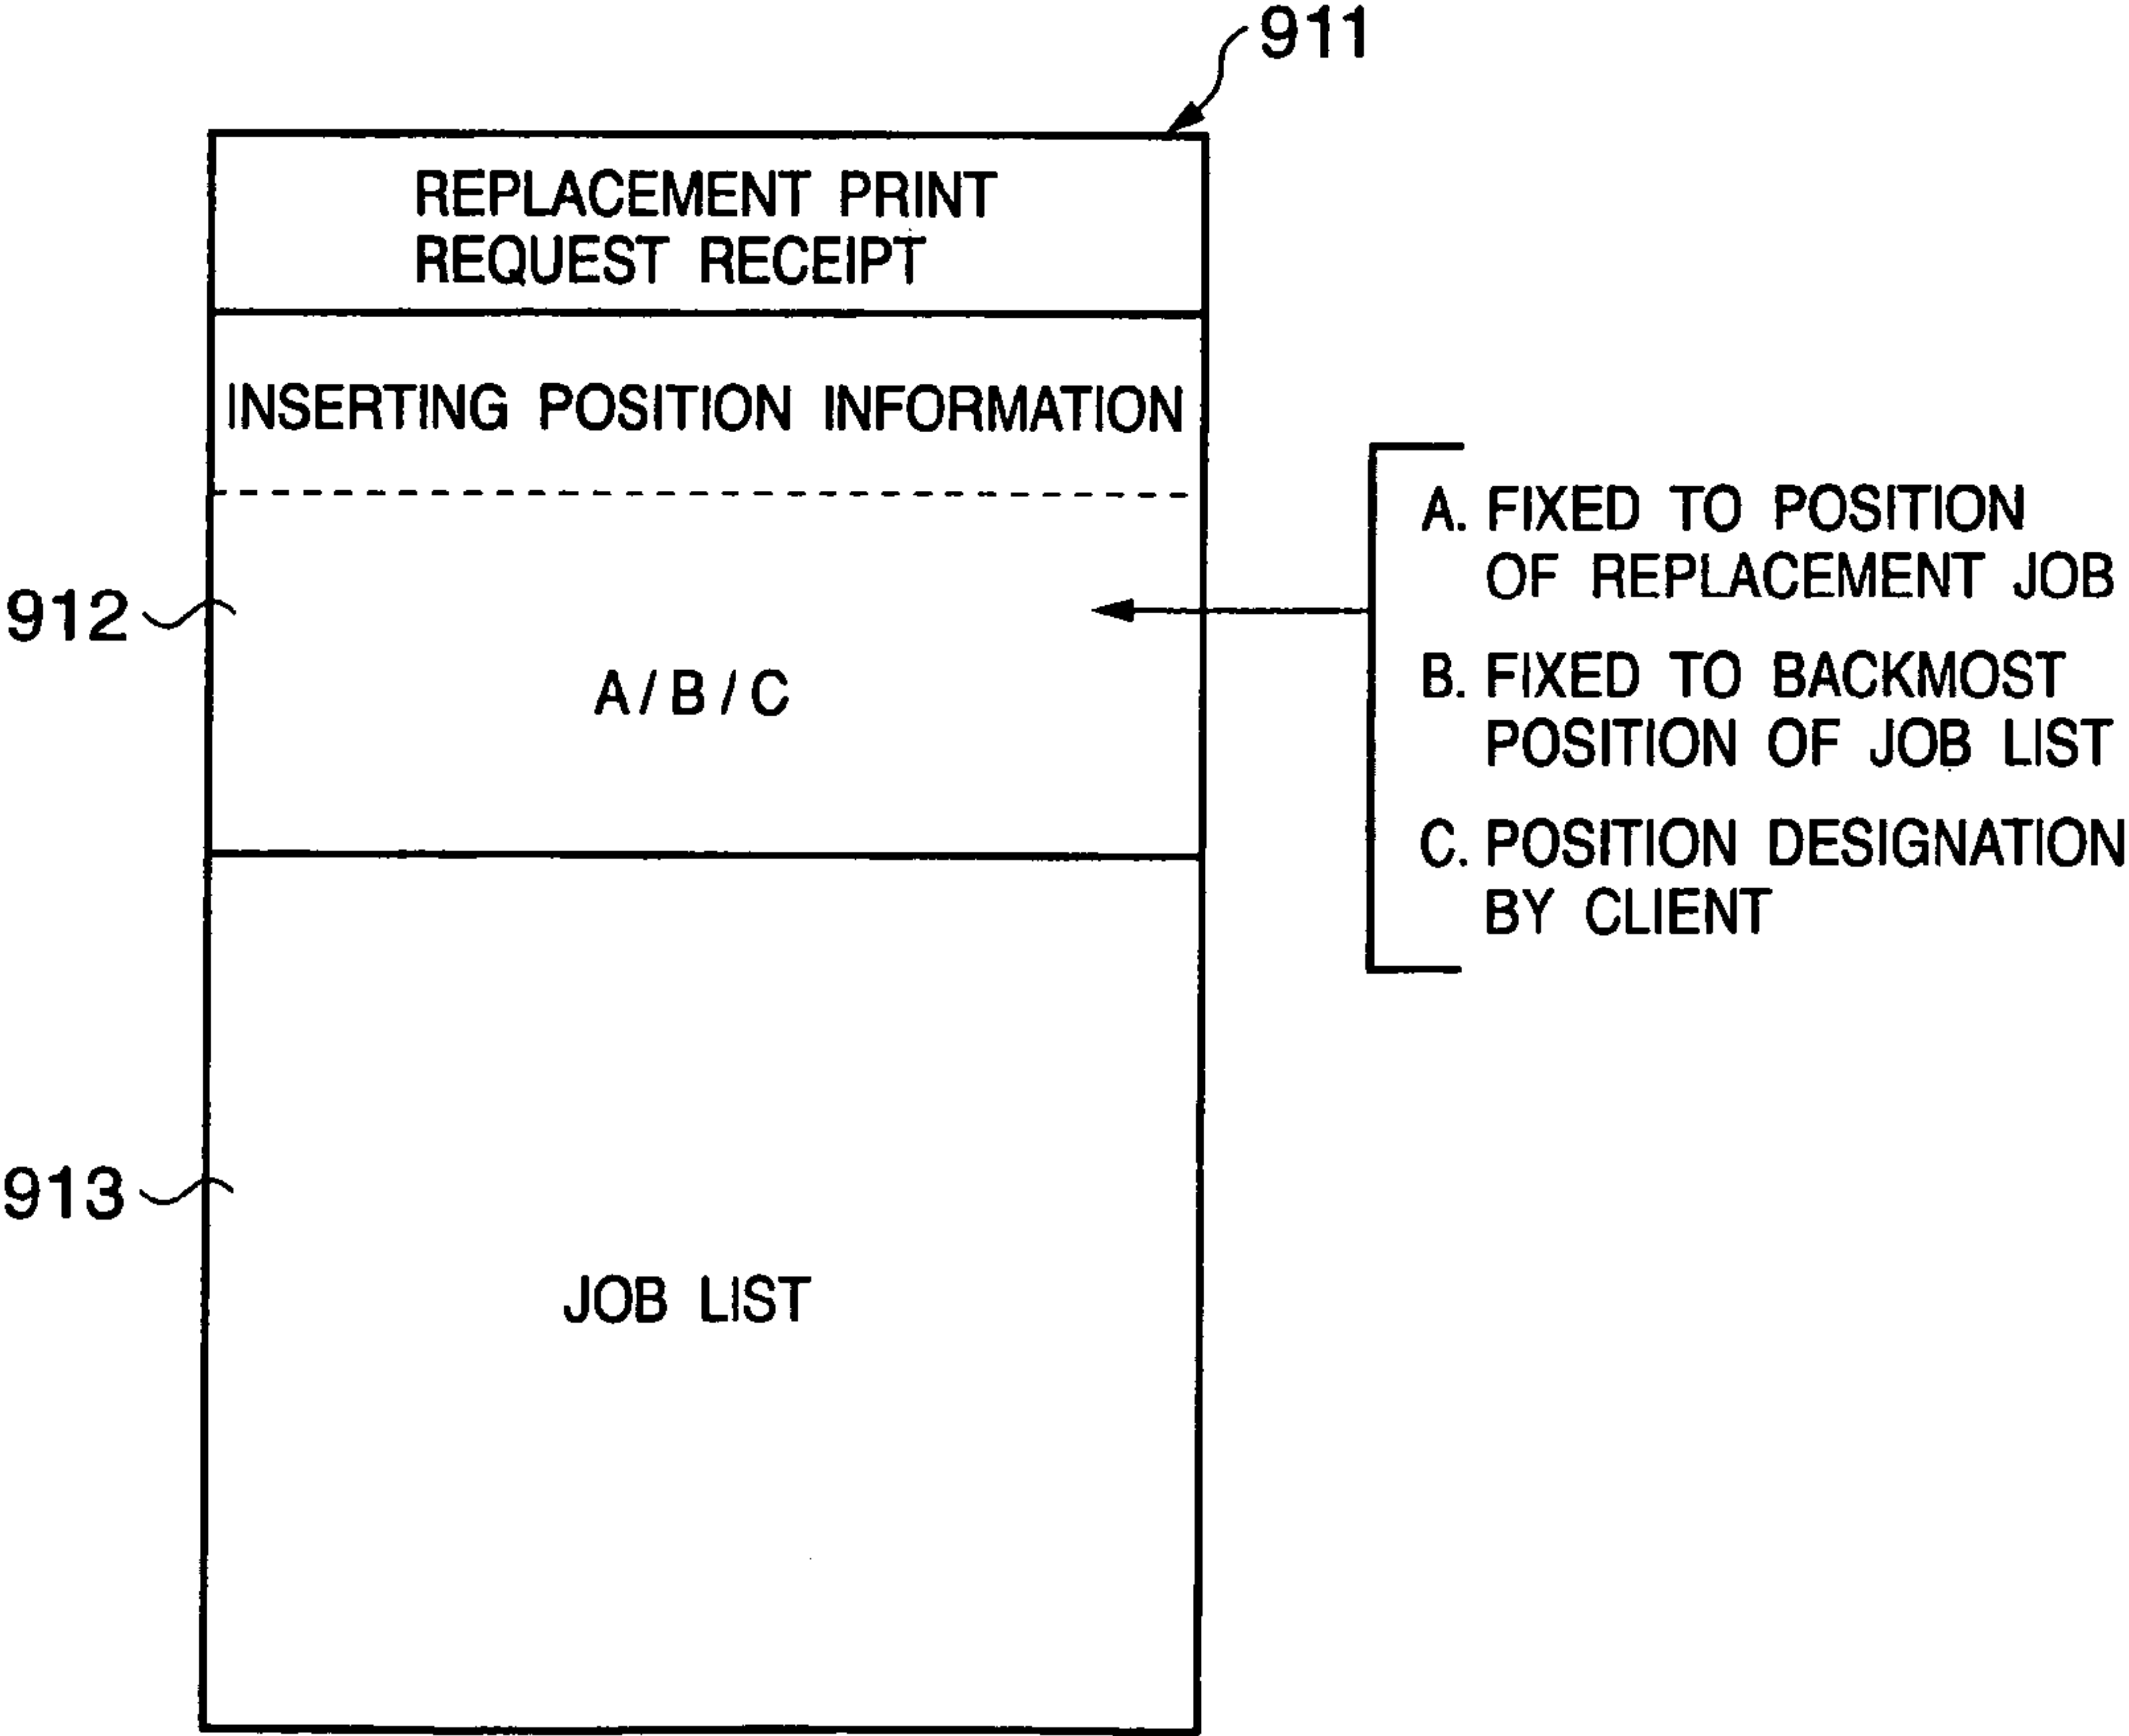 911
REPLACEMENT PRINT
REQUEST RECEIPT
INSERTING POSITION INFORMATION
912
A/B/C
A. FIXED TO POSITION
OF REPLACEMENT JOB
B. FIXED TO BACKMOST
POSITION OF JOB LIST
C. POSITION DESIGNATION
BY CLIENT
913
JOB LIST